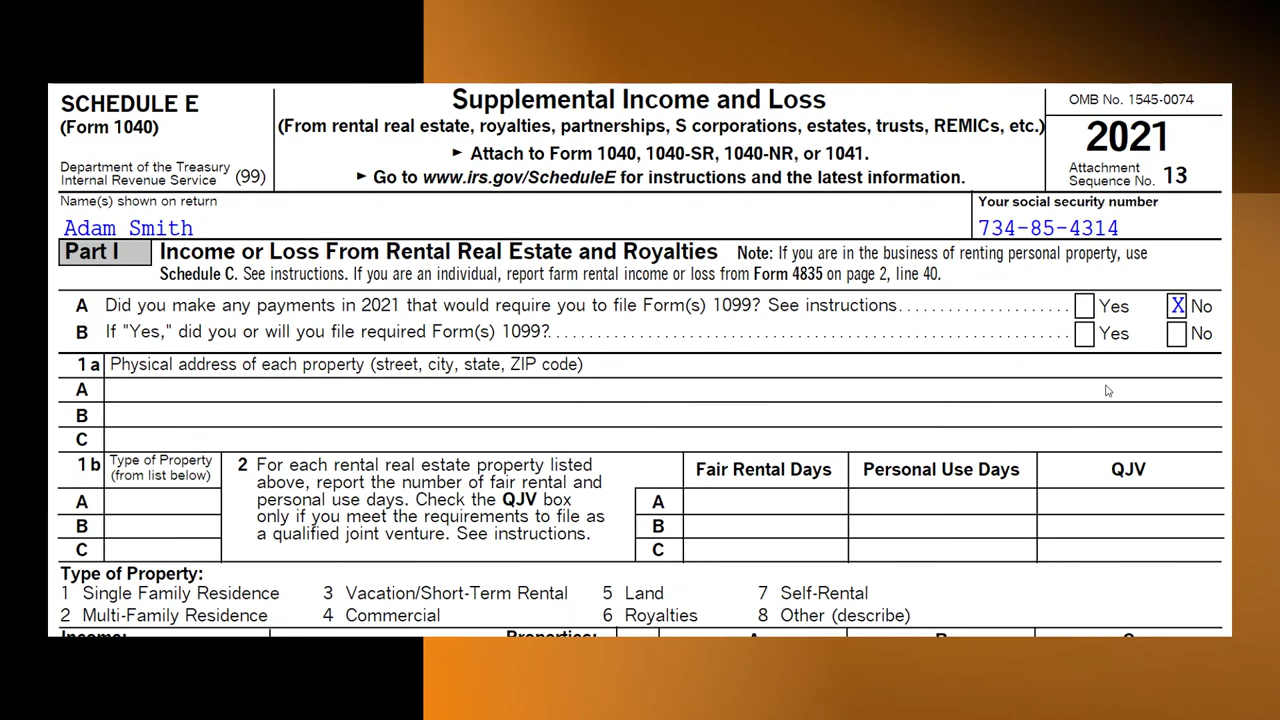 SCHEDULE E
(Form 1040)
Department of the Treasury
Internal Revenue Service (99)
Supplemental Income and Loss
(From rental real estate, royalties, partnerships, S corporations, estates, trusts, REMICs, etc.)
► Attach to Form 1040, 1040-SR, 1040-NR, or 1041.
► Go to www.irs.gov/ScheduleE for instructions and the latest information.
OMB No. 1545-0074
2021
Attachment
Sequence No. 13
Name(s) shown on return
Adam Smith
Your social security number
734-85-4314
Part I Income or Loss From Rental Real Estate and Royalties Note: If you are in the business of renting personal property, use
Schedule C. See instructions. If you are an individual, report farm rental income or loss from Form 4835 on page 2, line 40.
A Did you make any payments in 2021 that would require you to file Form(s) 1099? See instructions Yes X No
B If "Yes," did you or will you file required Form(s) 1099? Yes No
1a Physical address of each property (street, city, state, ZIP code)
A
B
C
1b Type of Property
(from list below)
A
B
C
2 For each rental real estate property listed
above, report the number of fair rental and
personal use days. Check the QJV box
only if you meet the requirements to file as
a qualified joint venture. See instructions.
Fair Rental Days Personal Use Days QJV
A
B
C
Type of Property:
1 Single Family Residence 3 Vacation/Short-Term Rental 5 Land 7 Self-Rental
2 Multi-Family Residence 4 Commercial 6 Royalties 8 Other (describe)
Income: Properties: A B C